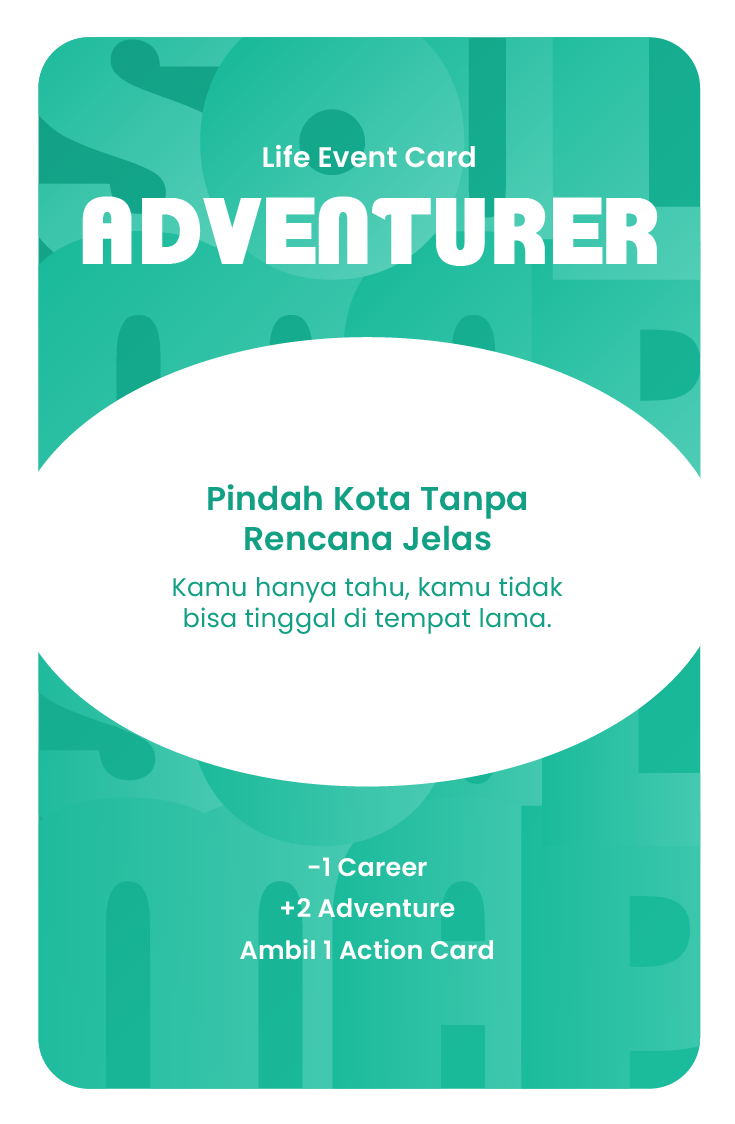 Life Event Card
ADVENTURER
Pindah Kota Tanpa
Rencana Jelas
Kamu hanya tahu, kamu tidak
bisa tinggal di tempat lama.
-1 Career
+2 Adventure
Ambil 1 Action Card